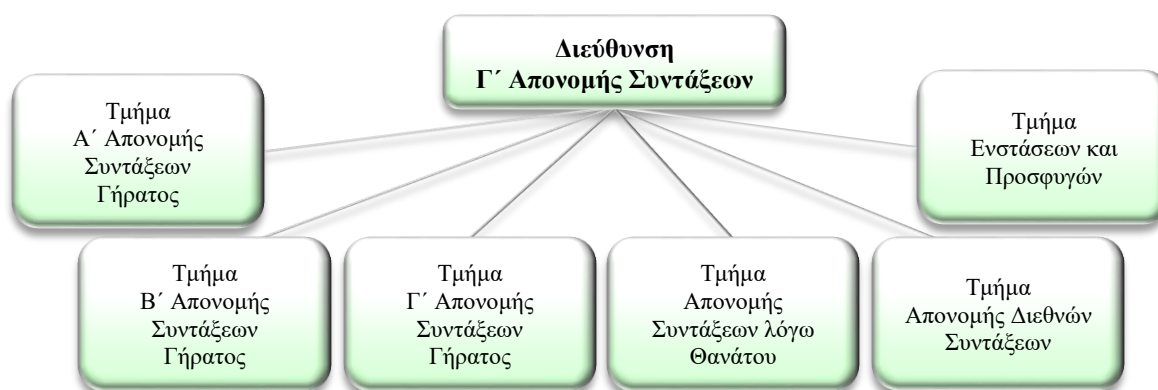 Διεύθυνση
Γ΄ Απονομής Συντάξεων
Τμήμα
Α΄ Απονομής
Συντάξεων
Γήρατος
Τμήμα
Ενστάσεων και
Προσφυγών
Τμήμα
Β΄ Απονομής
Συντάξεων
Γήρατος
Τμήμα
Γ΄ Απονομής
Συντάξεων
Γήρατος
Τμήμα
Απονομής
Συντάξεων λόγω
Θανάτου
Τμήμα
Απονομής Διεθνών
Συντάξεων